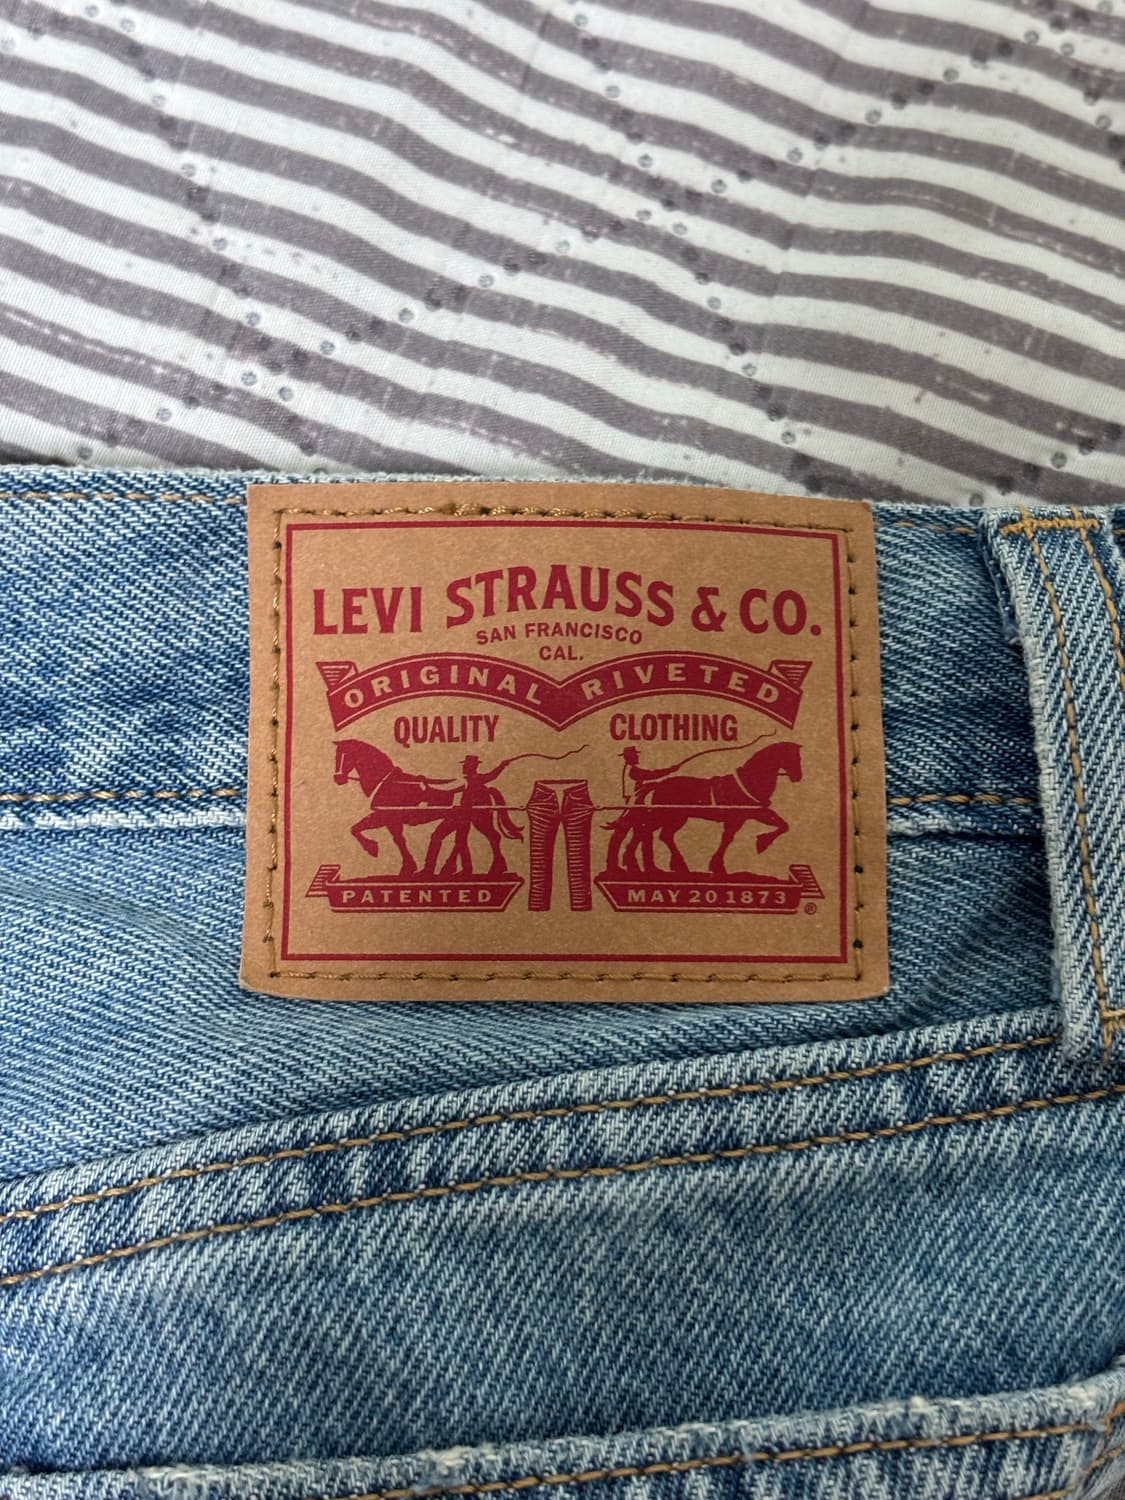 LEVI STRAUSS & CO.
SAN FRANCISCO
CAL.
ORIGINAL RIVETED
QUALITY CLOTHING
PATENTED MAY 20 1873 ®